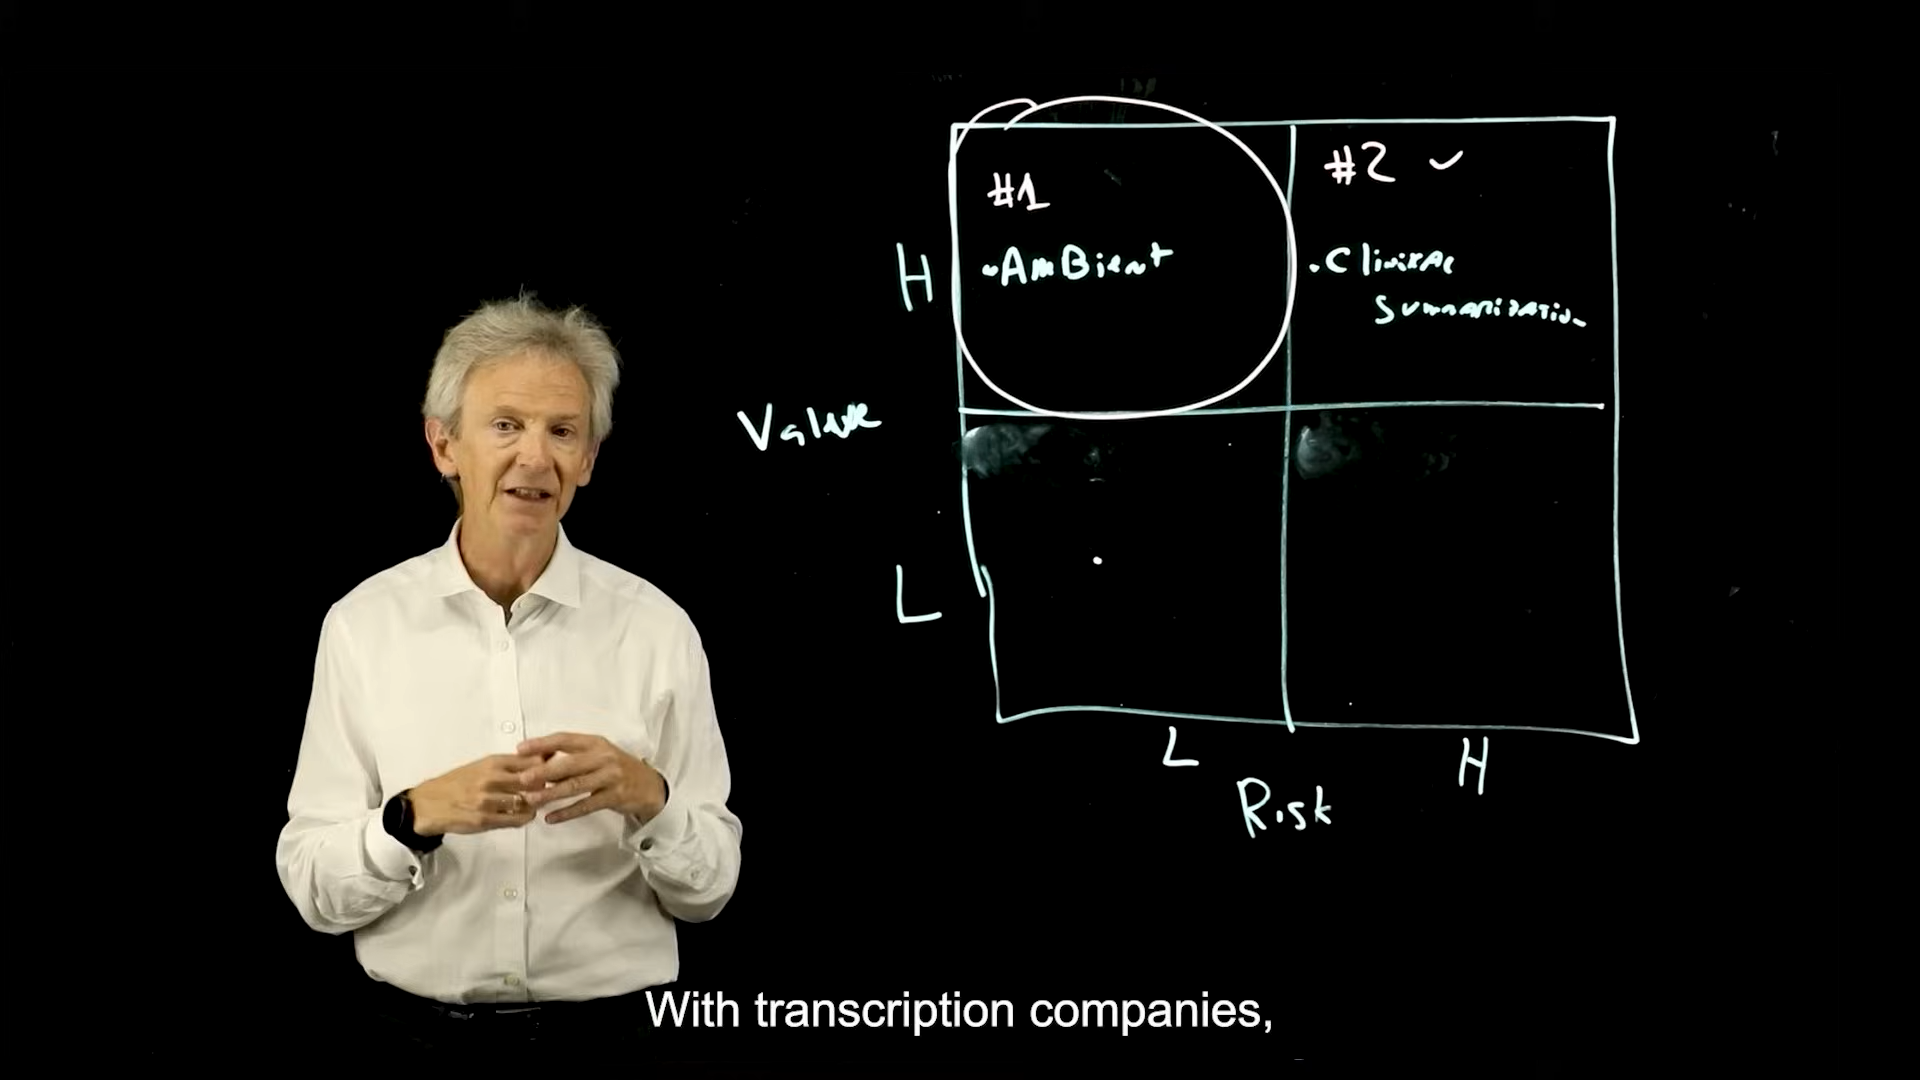 #1
#2 ✓
H
•AmBient
•Clinical
Summarization
Value
L
L
H
Risk
With transcription companies,